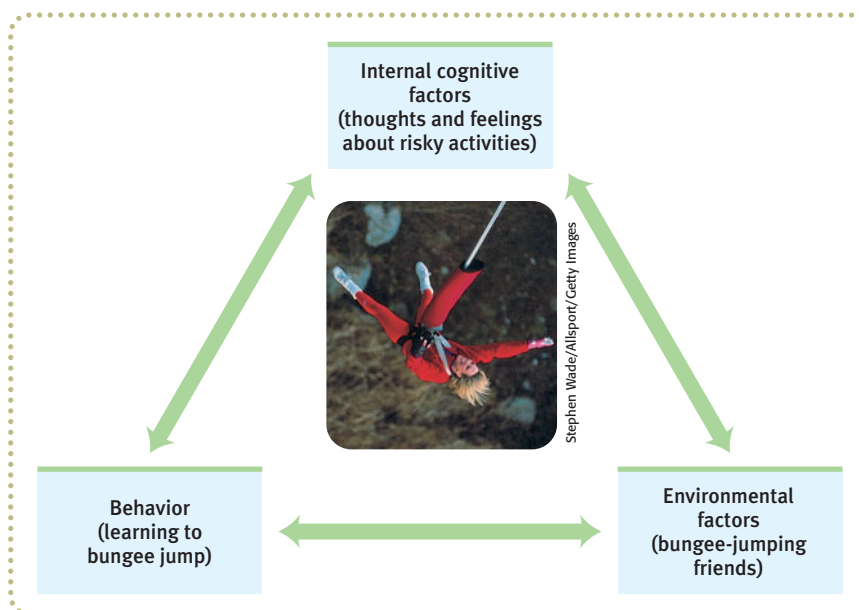 Internal cognitive
factors
(thoughts and feelings
about risky activities)
Stephen Wade/Allsport/Getty Images
Behavior
(learning to
bungee jump)
Environmental
factors
(bungee-jumping
friends)